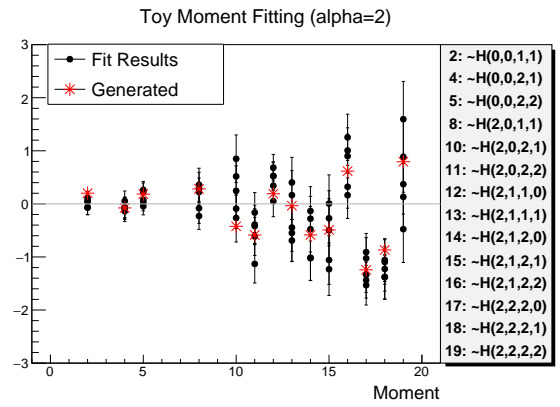 Toy Moment Fitting (alpha=2)
3
2
1
0
−1
−2
−3
Fit Results
Generated
0
5
10
15
20
Moment
2: ~H(0,0,1,1)
4: ~H(0,0,2,1)
5: ~H(0,0,2,2)
8: ~H(2,0,1,1)
10: ~H(2,0,2,1)
11: ~H(2,0,2,2)
12: ~H(2,1,1,0)
13: ~H(2,1,1,1)
14: ~H(2,1,2,0)
15: ~H(2,1,2,1)
16: ~H(2,1,2,2)
17: ~H(2,2,2,0)
18: ~H(2,2,2,1)
19: ~H(2,2,2,2)